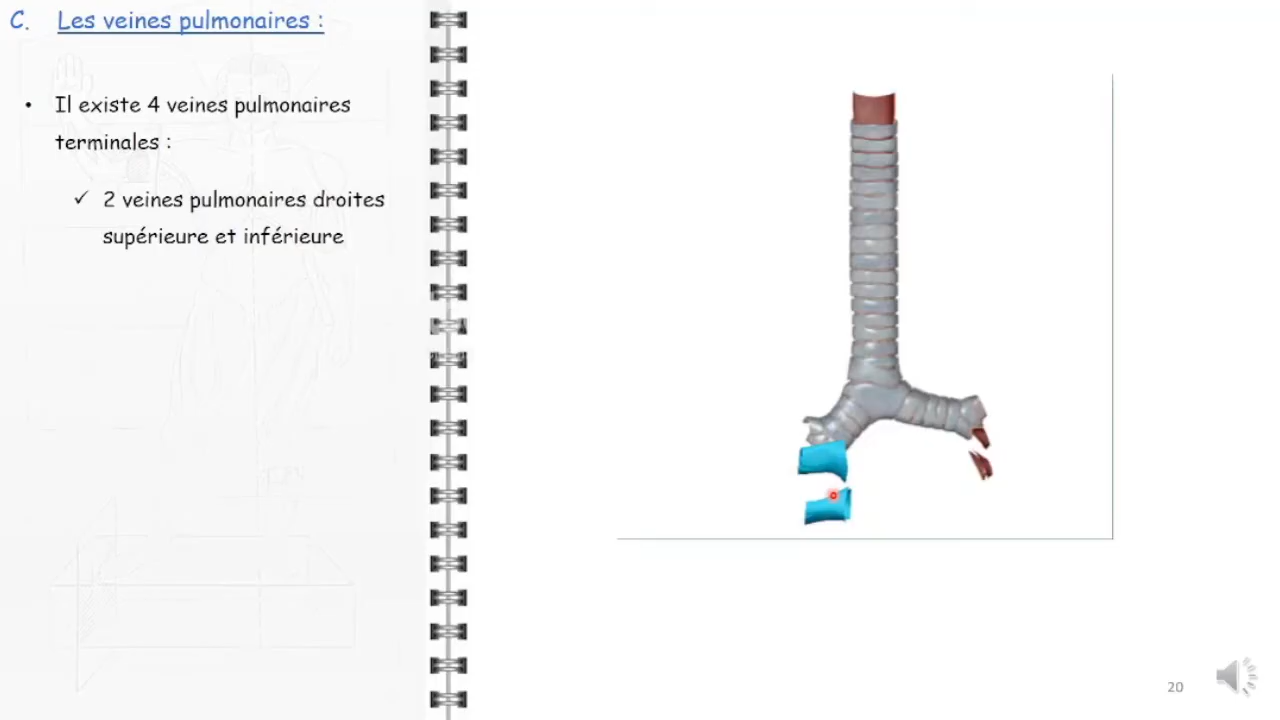 C. Les veines pulmonaires :
• Il existe 4 veines pulmonaires
terminales :
✓ 2 veines pulmonaires droites
supérieure et inférieure
20